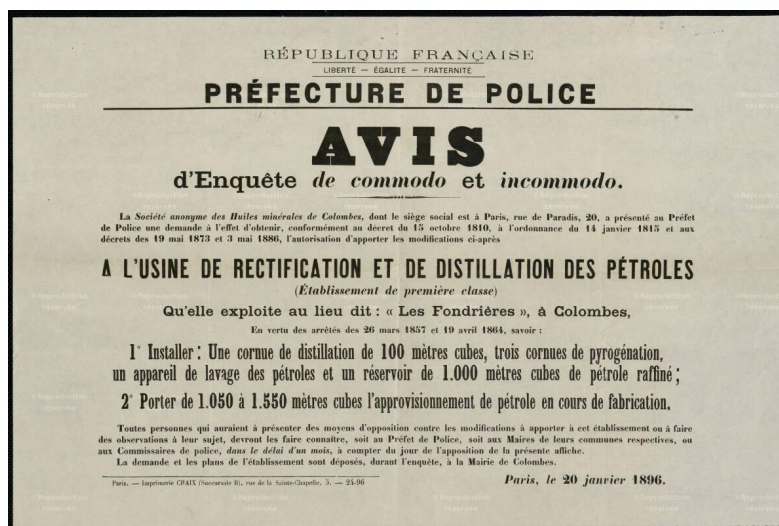 RÉPUBLIQUE FRANÇAISE
LIBERTÉ — ÉGALITÉ — FRATERNITÉ
PRÉFECTURE DE POLICE
AVIS
d'Enquête de commodo et incommodo.
La Société anonyme des Huiles minérales de Colombes, dont le siège social est à Paris, rue de Paradis, 20, a présenté au Préfet
de Police une demande à l'effet d'obtenir, conformément au décret du 15 octobre 1810, à l'ordonnance du 14 janvier 1815 et aux
décrets des 19 mai 1873 et 3 mai 1886, l'autorisation d'apporter les modifications ci-après
A L'USINE DE RECTIFICATION ET DE DISTILLATION DES PÉTROLES
(Établissement de première classe)
Qu'elle exploite au lieu dit : « Les Fondrières », à Colombes,
En vertu des arrêtés des 26 mars 1857 et 19 avril 1864, savoir :
1° Installer : Une cornue de distillation de 100 mètres cubes, trois cornues de pyrogénation,
un appareil de lavage des pétroles et un réservoir de 1.000 mètres cubes de pétrole raffiné ;
2° Porter de 1.050 à 1.550 mètres cubes l'approvisionnement de pétrole en cours de fabrication.
Toutes personnes qui auraient à présenter des moyens d'opposition contre les modifications à apporter à cet établissement ou à faire
des observations à leur sujet, devront les faire connaître, soit au Préfet de Police, soit aux Maires de leurs communes respectives, ou
aux Commissaires de police, dans le délai d'un mois, à compter du jour de l'apposition de la présente affiche.
La demande et les plans de l'établissement sont déposés, durant l'enquête, à la Mairie de Colombes.
Paris. — Imprimerie CHAIX (Succursale B), rue de la Sainte-Chapelle, 5. — 24-96
Paris, le 20 janvier 1896.